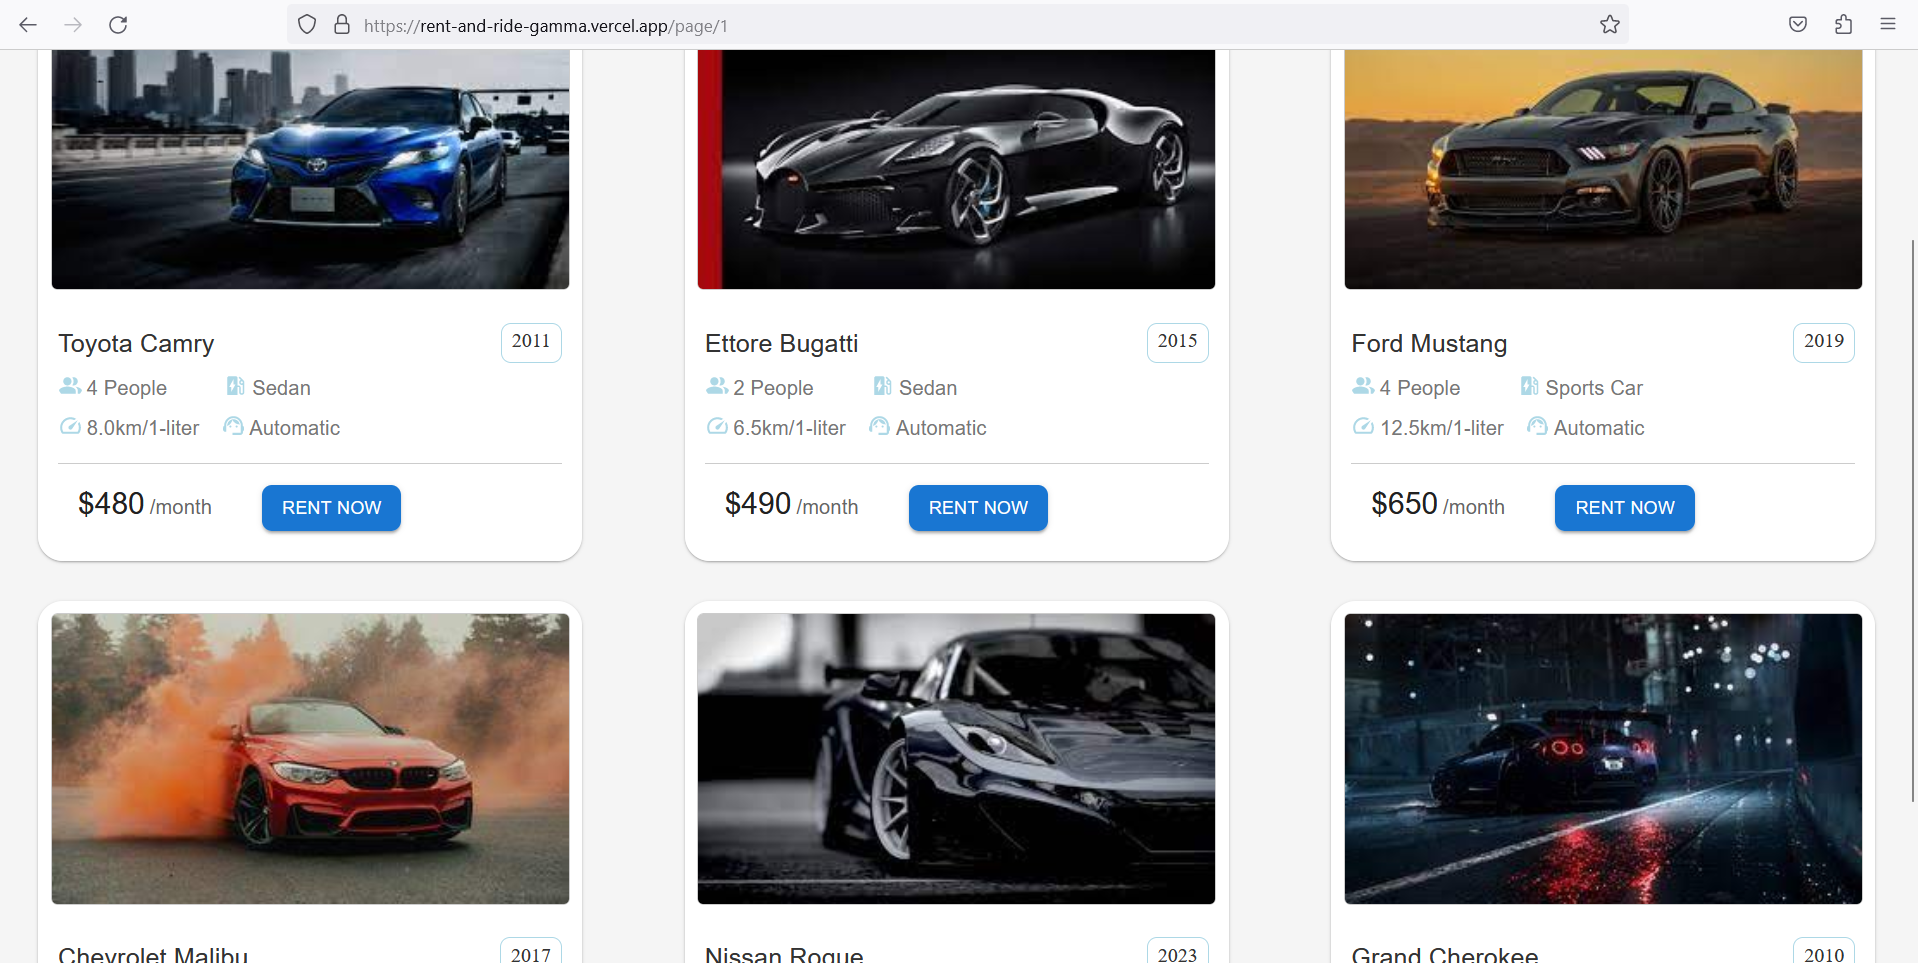 https://rent-and-ride-gamma.vercel.app/page/1
Toyota Camry 2011
4 People Sedan
8.0km/1-liter Automatic
$480 /month RENT NOW
Ettore Bugatti 2015
2 People Sedan
6.5km/1-liter Automatic
$490 /month RENT NOW
Ford Mustang 2019
4 People Sports Car
12.5km/1-liter Automatic
$650 /month RENT NOW
Chevrolet Malibu 2017
Nissan Rogue 2023
Grand Cherokee 2010